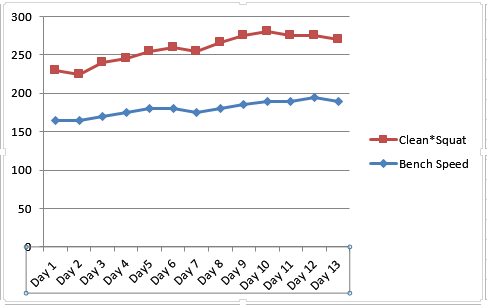 300
250
200
150
100
50
0
Clean*Squat
Bench Speed
Day 1
Day 2
Day 3
Day 4
Day5
Day 6
Day 7
Day 8
Day 9
Day 10
Day 11
Day 12
Day 13